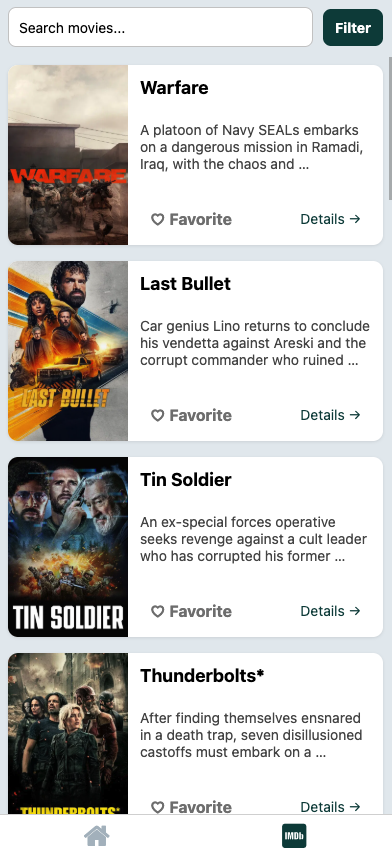 Search movies...
Filter
WARFARE
Warfare
A platoon of Navy SEALs embarks
on a dangerous mission in Ramadi,
Iraq, with the chaos and ...
Favorite
Details →
LAST BULLET
Last Bullet
Car genius Lino returns to conclude
his vendetta against Areski and the
corrupt commander who ruined ...
Favorite
Details →
TIN SOLDIER
Tin Soldier
An ex-special forces operative
seeks revenge against a cult leader
who has corrupted his former ...
Favorite
Details →
THUNDERBOLTS*
Thunderbolts*
After finding themselves ensnared
in a death trap, seven disillusioned
castoffs must embark on a ...
Favorite
Details →
IMDb